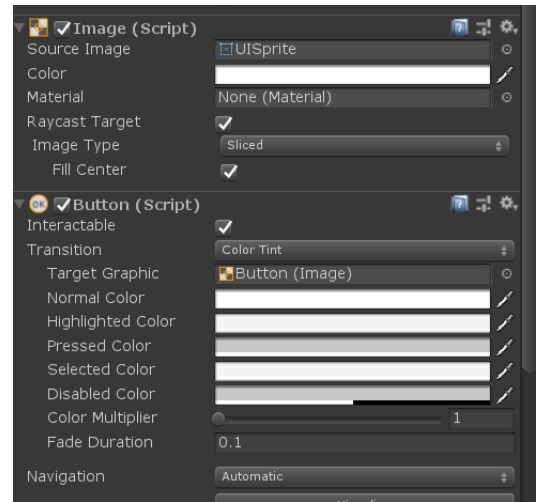 Image (Script)
Source Image UISprite
Color
Material None (Material)
Raycast Target
Image Type Sliced
Fill Center
OK Button (Script)
Interactable
Transition Color Tint
Target Graphic Button (Image)
Normal Color
Highlighted Color
Pressed Color
Selected Color
Disabled Color
Color Multiplier 1
Fade Duration 0.1
Navigation Automatic